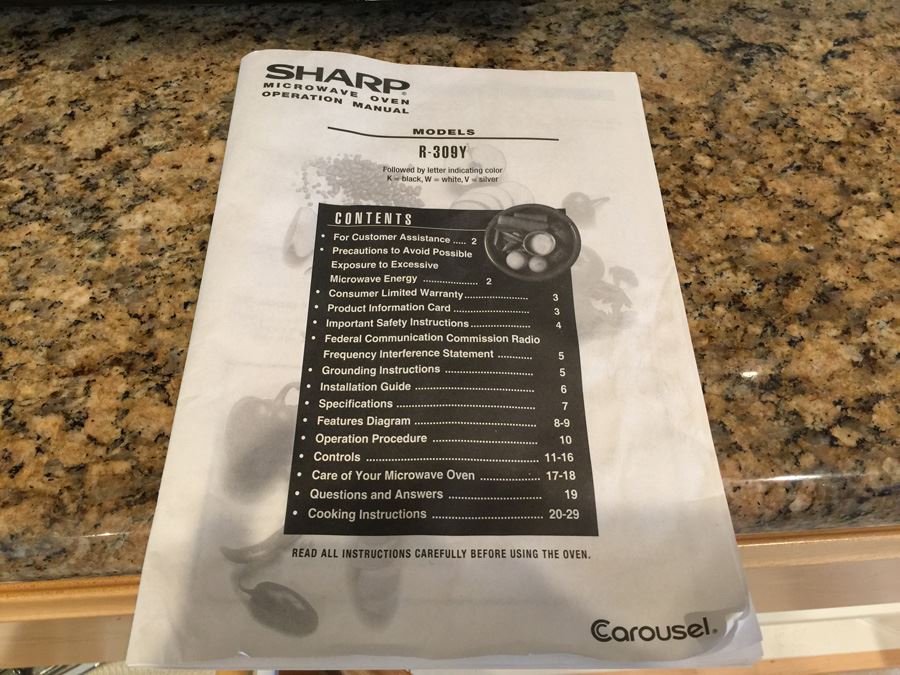 SHARP®
MICROWAVE OVEN
OPERATION MANUAL
MODELS
R-309Y
Followed by letter indicating color
K = black, W = white, V = silver
CONTENTS
• For Customer Assistance ..... 2
• Precautions to Avoid Possible
Exposure to Excessive
Microwave Energy .................. 2
• Consumer Limited Warranty..................... 3
• Product Information Card ......................... 3
• Important Safety Instructions.................... 4
• Federal Communication Commission Radio
Frequency Interference Statement ........... 5
• Grounding Instructions ............................. 5
• Installation Guide ...................................... 6
• Specifications ............................................ 7
• Features Diagram ..................................... 8-9
• Operation Procedure ................................ 10
• Controls .................................................... 11-16
• Care of Your Microwave Oven ................. 17-18
• Questions and Answers ........................... 19
• Cooking Instructions ................................ 20-29
READ ALL INSTRUCTIONS CAREFULLY BEFORE USING THE OVEN.
Carousel®